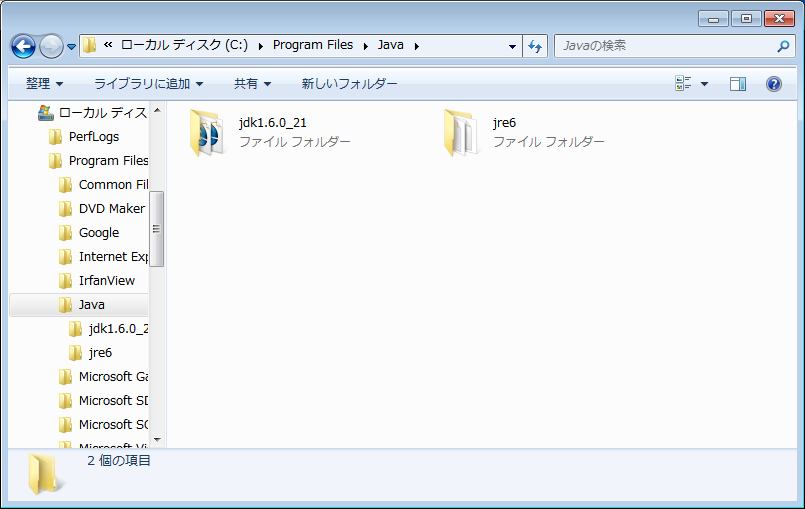 « ローカル ディスク (C:) Program Files Java
Javaの検索
整理 ライブラリに追加 共有 新しいフォルダー
ローカル ディス
PerfLogs
Program Files
Common Fil
DVD Maker
Google
Internet Exp
IrfanView
Java
jdk1.6.0_2
jre6
Microsoft Ga
Microsoft SD
Microsoft SQ
Microsoft Vi
jdk1.6.0_21
ファイル フォルダー
jre6
ファイル フォルダー
2 個の項目